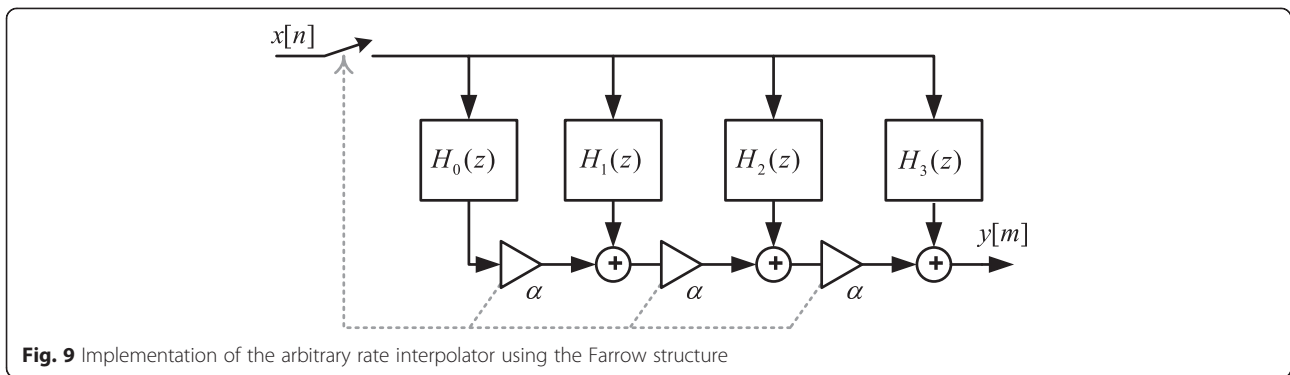 x[n]
H₀(z)
H₁(z)
H₂(z)
H₃(z)
y[m]
+
+
+
α
α
α
Fig. 9 Implementation of the arbitrary rate interpolator using the Farrow structure